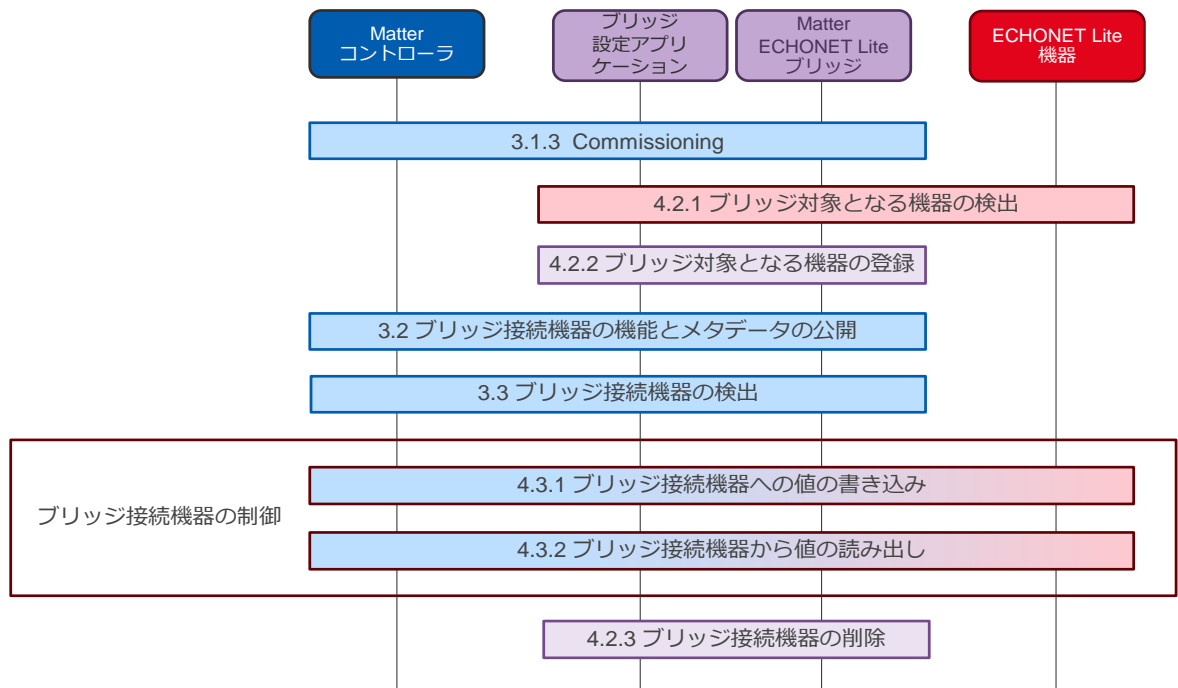 Matter
コントローラ
ブリッジ
設定アプリ
ケーション
Matter
ECHONET Lite
ブリッジ
ECHONET Lite
機器
3.1.3 Commissioning
4.2.1 ブリッジ対象となる機器の検出
4.2.2 ブリッジ対象となる機器の登録
3.2 ブリッジ接続機器の機能とメタデータの公開
3.3 ブリッジ接続機器の検出
ブリッジ接続機器の制御
4.3.1 ブリッジ接続機器への値の書き込み
4.3.2 ブリッジ接続機器から値の読み出し
4.2.3 ブリッジ接続機器の削除